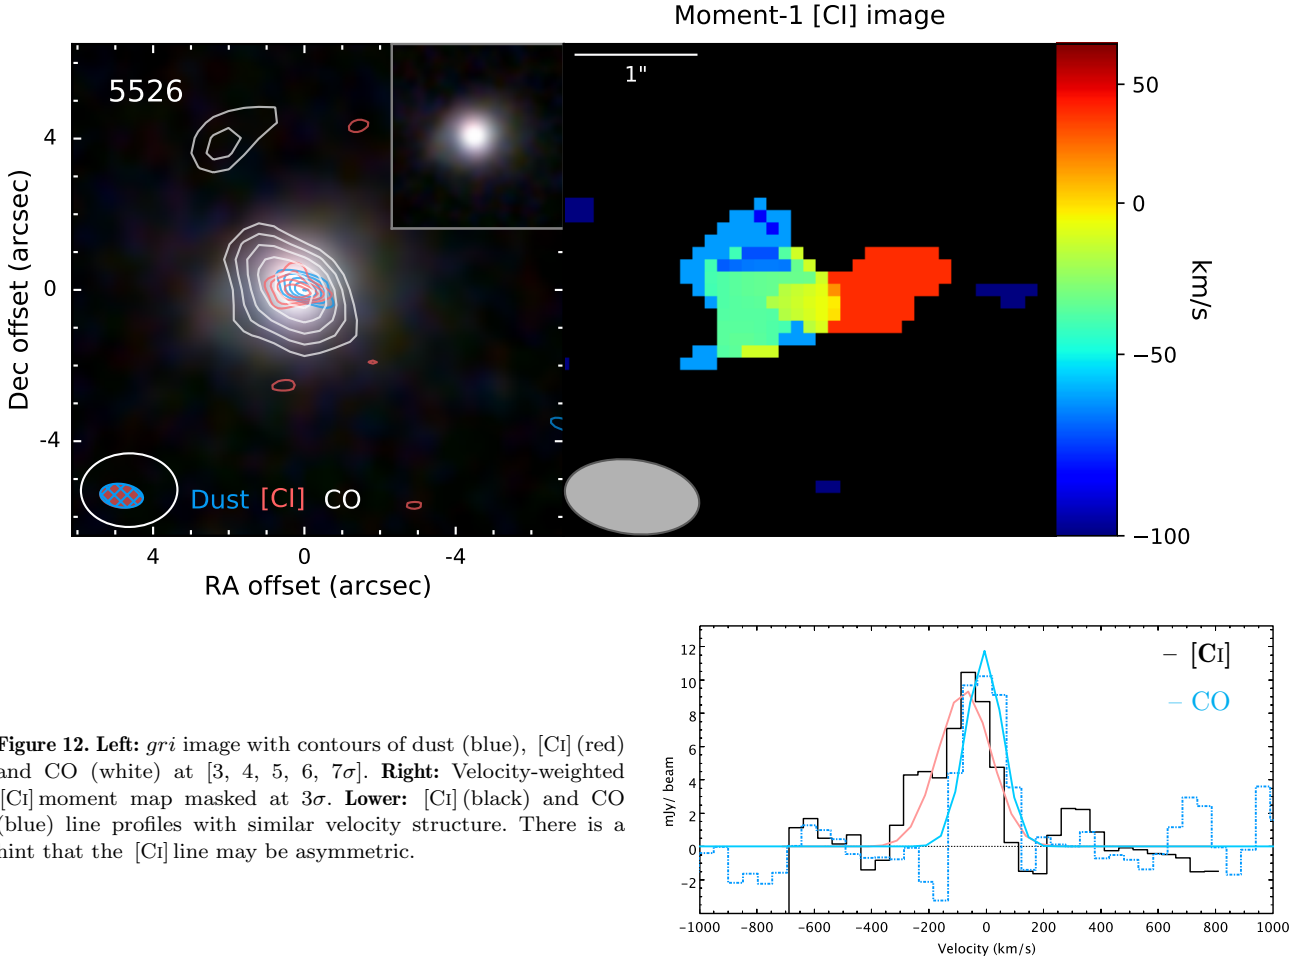 Moment-1 [CI] image
5526
1"
4
0
-4
Dec offset (arcsec)
Dust [CI] CO
4 0 -4
RA offset (arcsec)
50
0
−50
−100
km/s
Figure 12. Left: gri image with contours of dust (blue), [CI] (red)
and CO (white) at [3, 4, 5, 6, 7σ]. Right: Velocity-weighted
[CI] moment map masked at 3σ. Lower: [CI] (black) and CO
(blue) line profiles with similar velocity structure. There is a
hint that the [CI] line may be asymmetric.
12
10
8
6
4
2
0
−2
mJy/ beam
− [CI]
− CO
−1000 −800 −600 −400 −200 0 200 400 600 800 1000
Velocity (km/s)